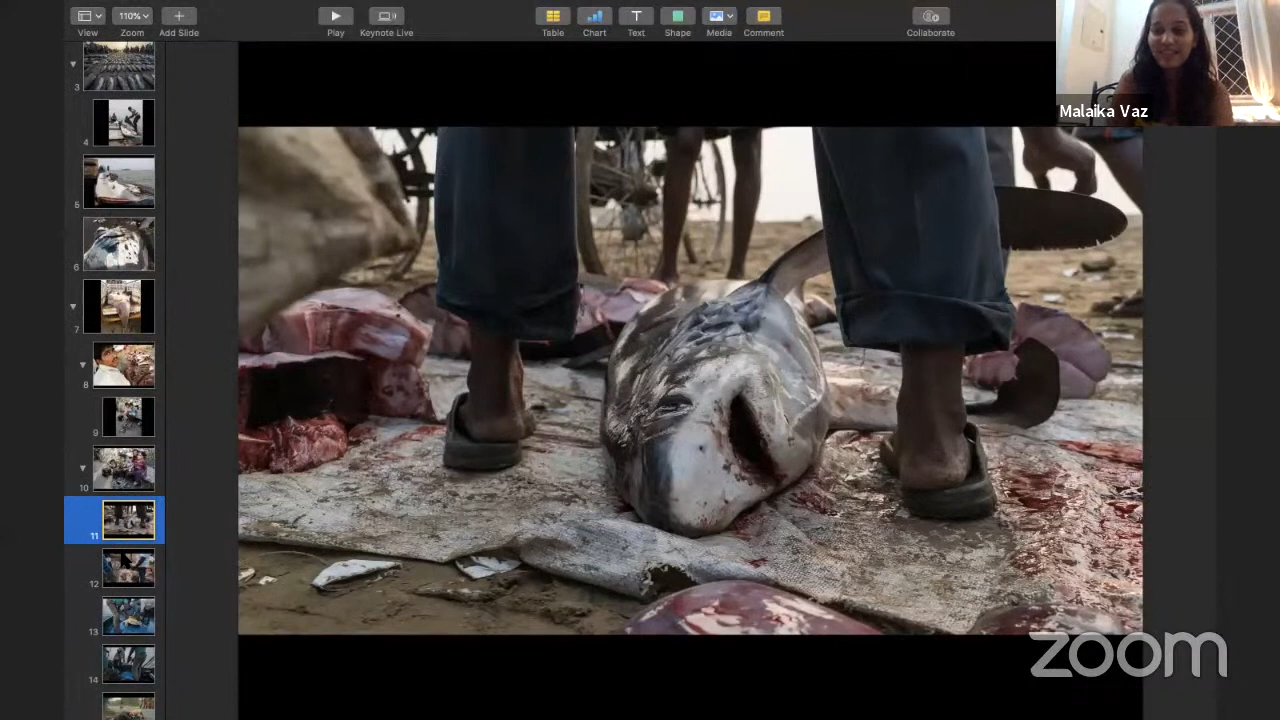 110%
View
Zoom
Add Slide
Play
Keynote Live
Table
Chart
Text
Shape
Media
Comment
Collaborate
Malaika Vaz
3
4
5
6
7
8
9
10
11
12
13
14
zoom